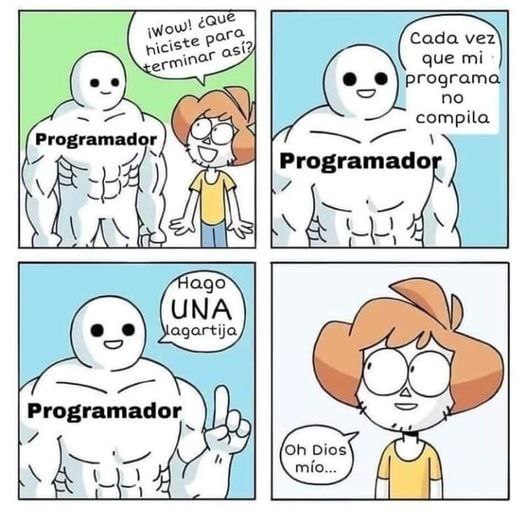 ¡Wow! ¿Qué
hiciste para
terminar así?
Programador
Cada vez
que mi
programa
no
compila
Programador
Hago
UNA
lagartija
Programador
Oh Dios
mío...